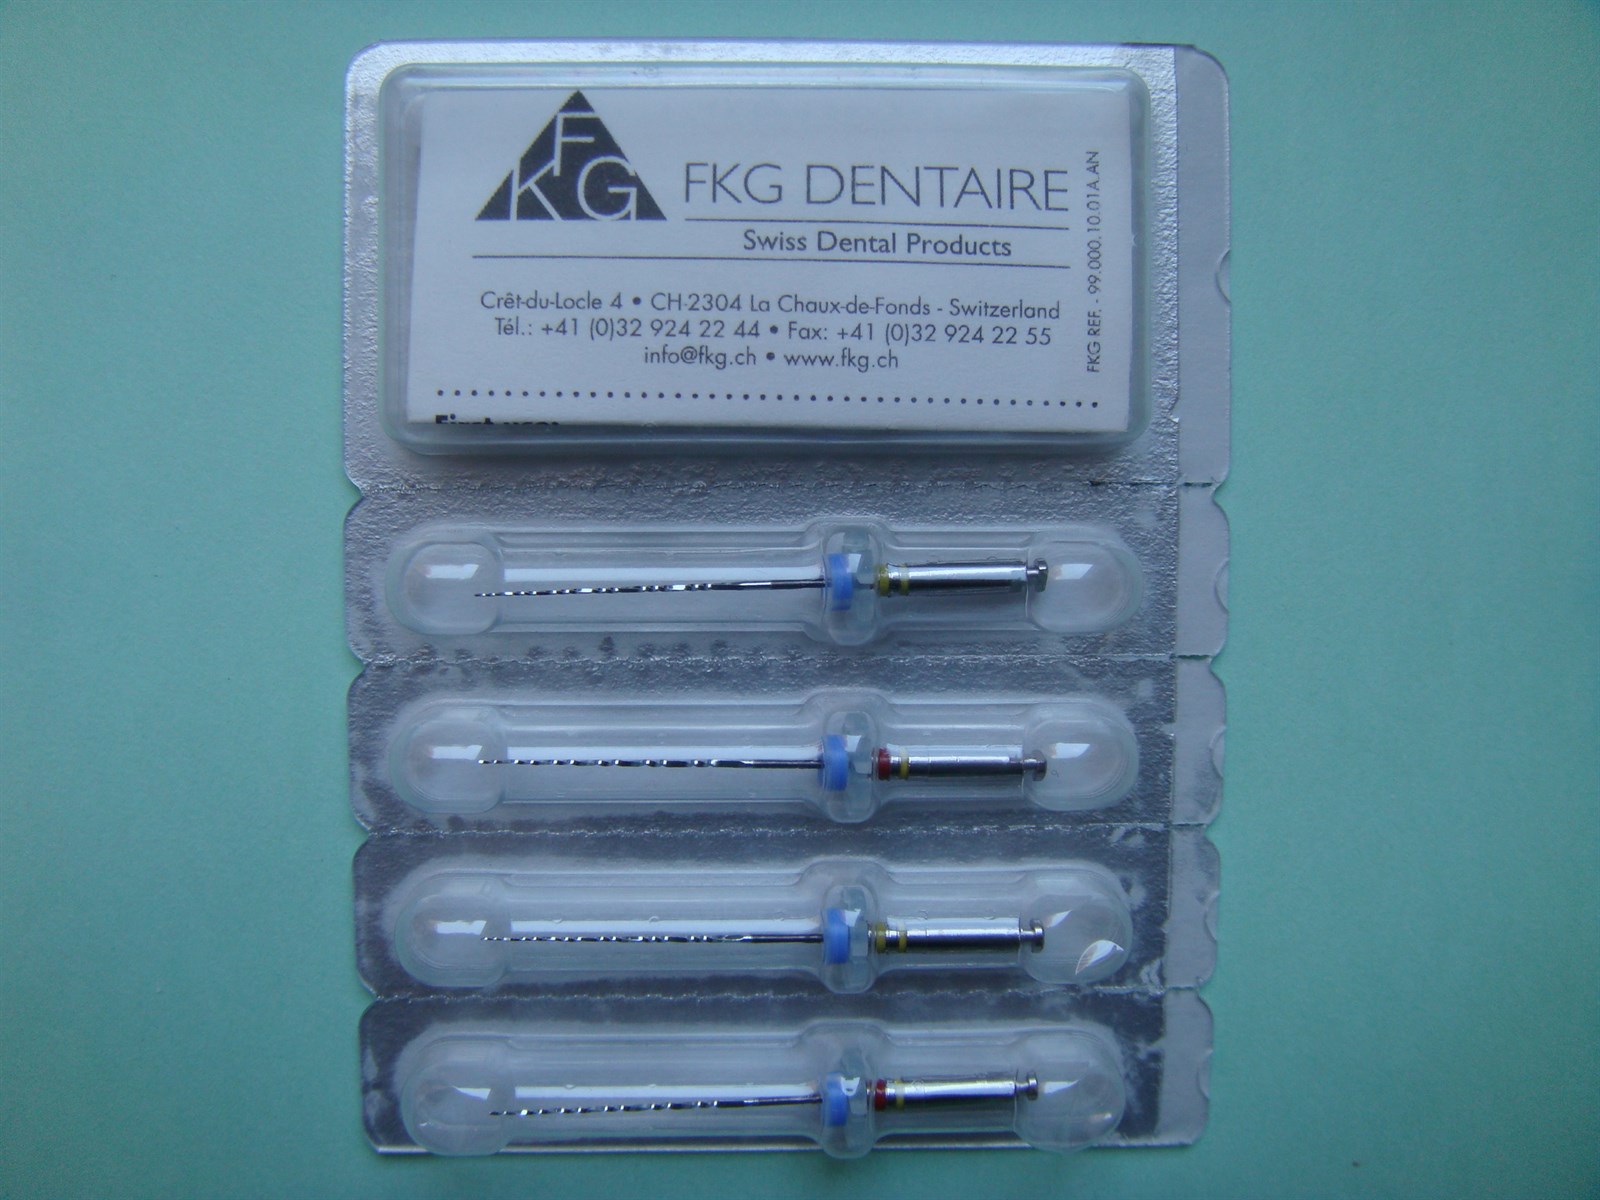 FKG
FKG DENTAIRE
Swiss Dental Products
Crêt-du-Locle 4 • CH-2304 La Chaux-de-Fonds - Switzerland
Tél.: +41 (0)32 924 22 44 • Fax: +41 (0)32 924 22 55
info@fkg.ch • www.fkg.ch
First use:
FKG REF. - 99.000.10.01A.AN